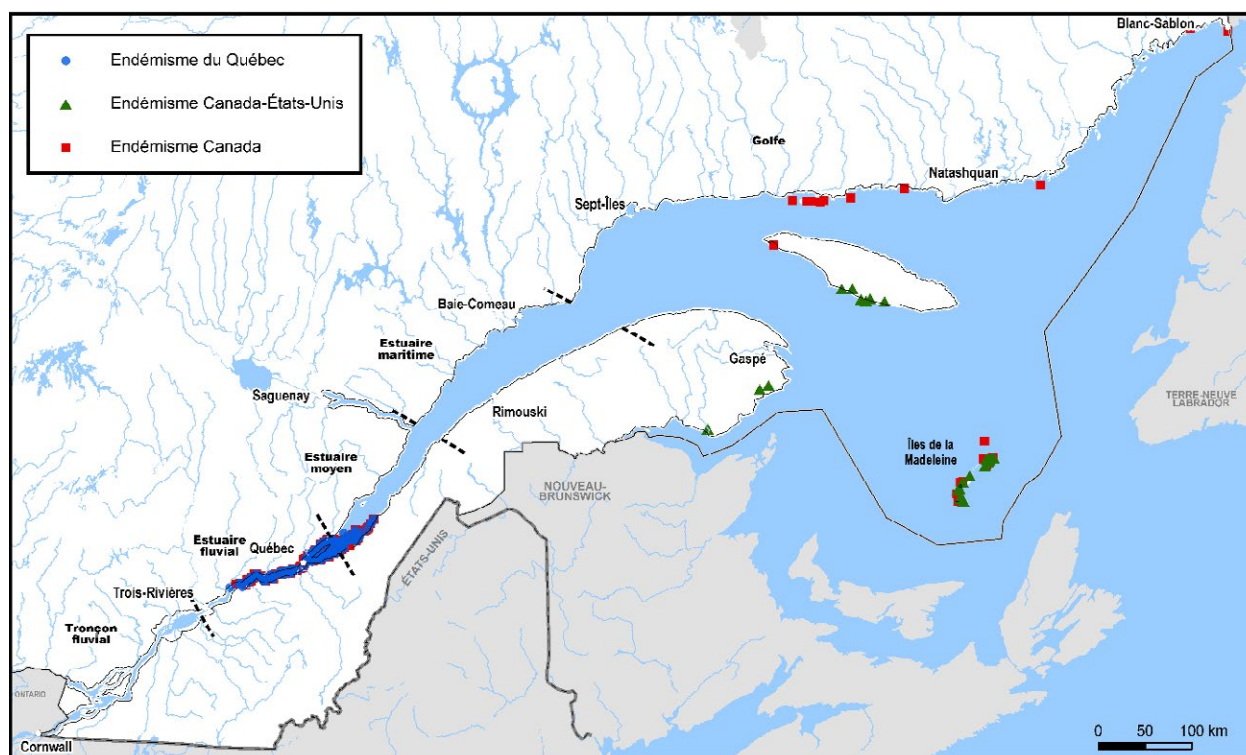 Blanc-Sablon
Endémisme du Québec
Endémisme Canada-États-Unis
Endémisme Canada
Golfe
Natashquan
Sept-Îles
Baie-Comeau
Estuaire
maritime
Gaspé
Saguenay
Rimouski
TERRE-NEUVE
LABRADOR
Îles de la
Madeleine
Estuaire
moyen
NOUVEAU-
BRUNSWICK
Estuaire
fluvial
Québec
ÉTATS-UNIS
Trois-Rivières
Tronçon
fluvial
ONTARIO
Cornwall
0 50 100 km